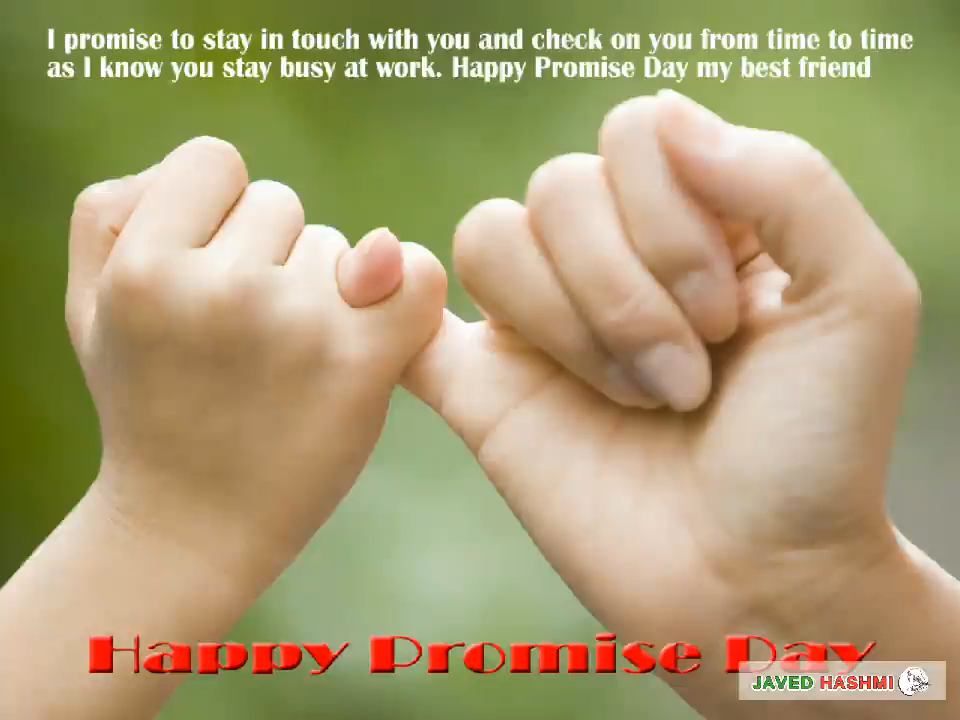 I promise to stay in touch with you and check on you from time to time
as I know you stay busy at work. Happy Promise Day my best friend
Happy Promise Day
JAVED HASHMI